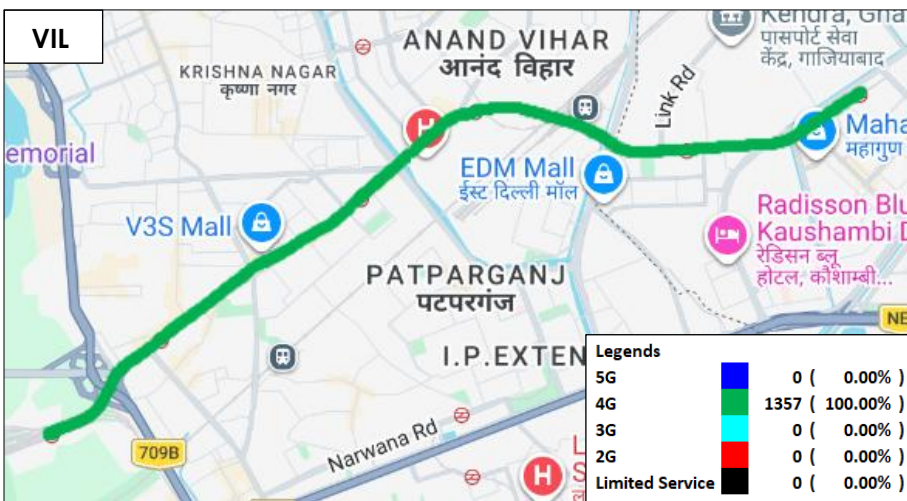 VIL
Kendra, Gha
पासपोर्ट सेवा
केंद्र, गाजियाबाद
ANAND VIHAR
आनंद विहार
KRISHNA NAGAR
कृष्णा नगर
Link Rd
H
Maha
महागुण
emorial
EDM Mall
ईस्ट दिल्ली मॉल
V3S Mall
Radisson Blu
Kaushambi D
रेडिसन ब्लू
होटल, कौशाम्बी...
PATPARGANJ
पटपरगंज
NE
I.P.EXTEN
709B
Narwana Rd
H
L
S
Legends
5G 0 ( 0.00% )
4G 1357 ( 100.00% )
3G 0 ( 0.00% )
2G 0 ( 0.00% )
Limited Service 0 ( 0.00% )